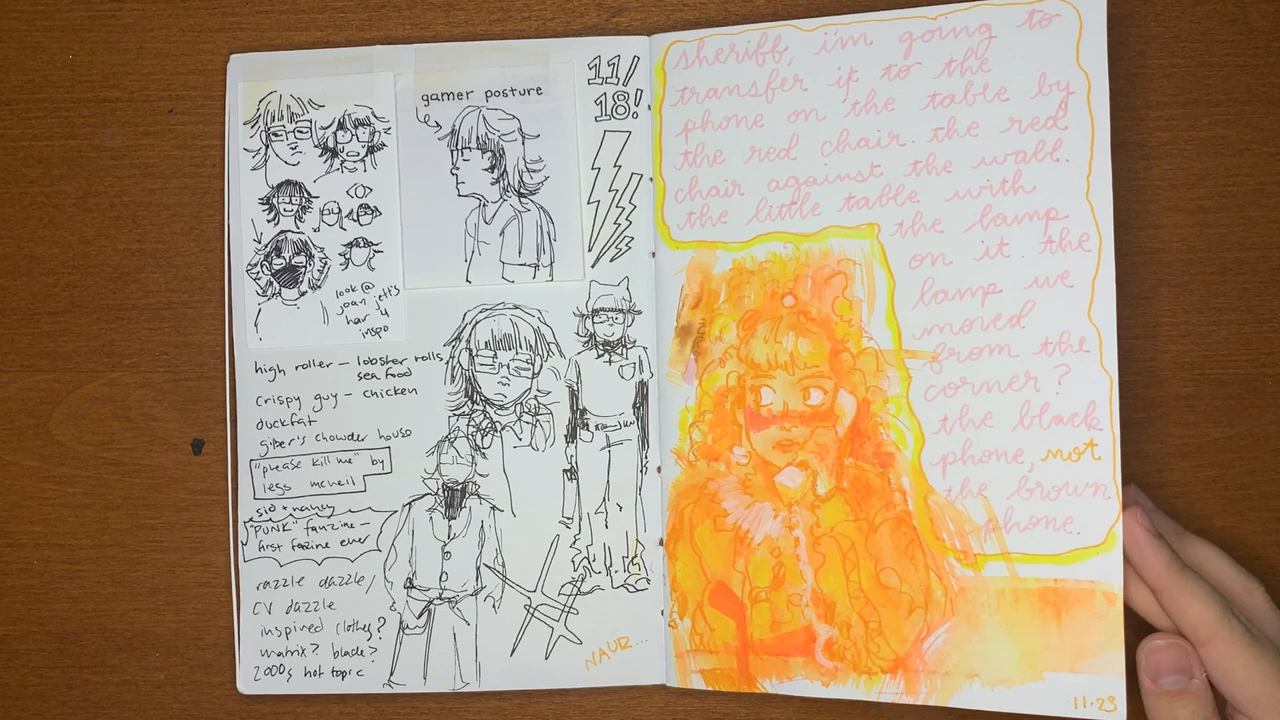 gamer posture
11/
18!
look @
joan jett's
hair 4
inspo
high roller — lobster rolls
sea food
crispy guy — chicken
duckfat
gilber's chowder house
"please kill me" by
legs mcneil
sid + nancy
"PUNK" fanzine —
first fanzine ever
razzle dazzle/
CV dazzle
inspired clothes?
matrix? blade?
2000s hot topic
NAUR...
sheriff, i'm going to
transfer it to the
phone on the table by
the red chair. the red
chair against the wall.
the little table with
the lamp
on it. the
lamp we
moved
from the
corner?
the black
phone, not
the brown
phone.
11.23